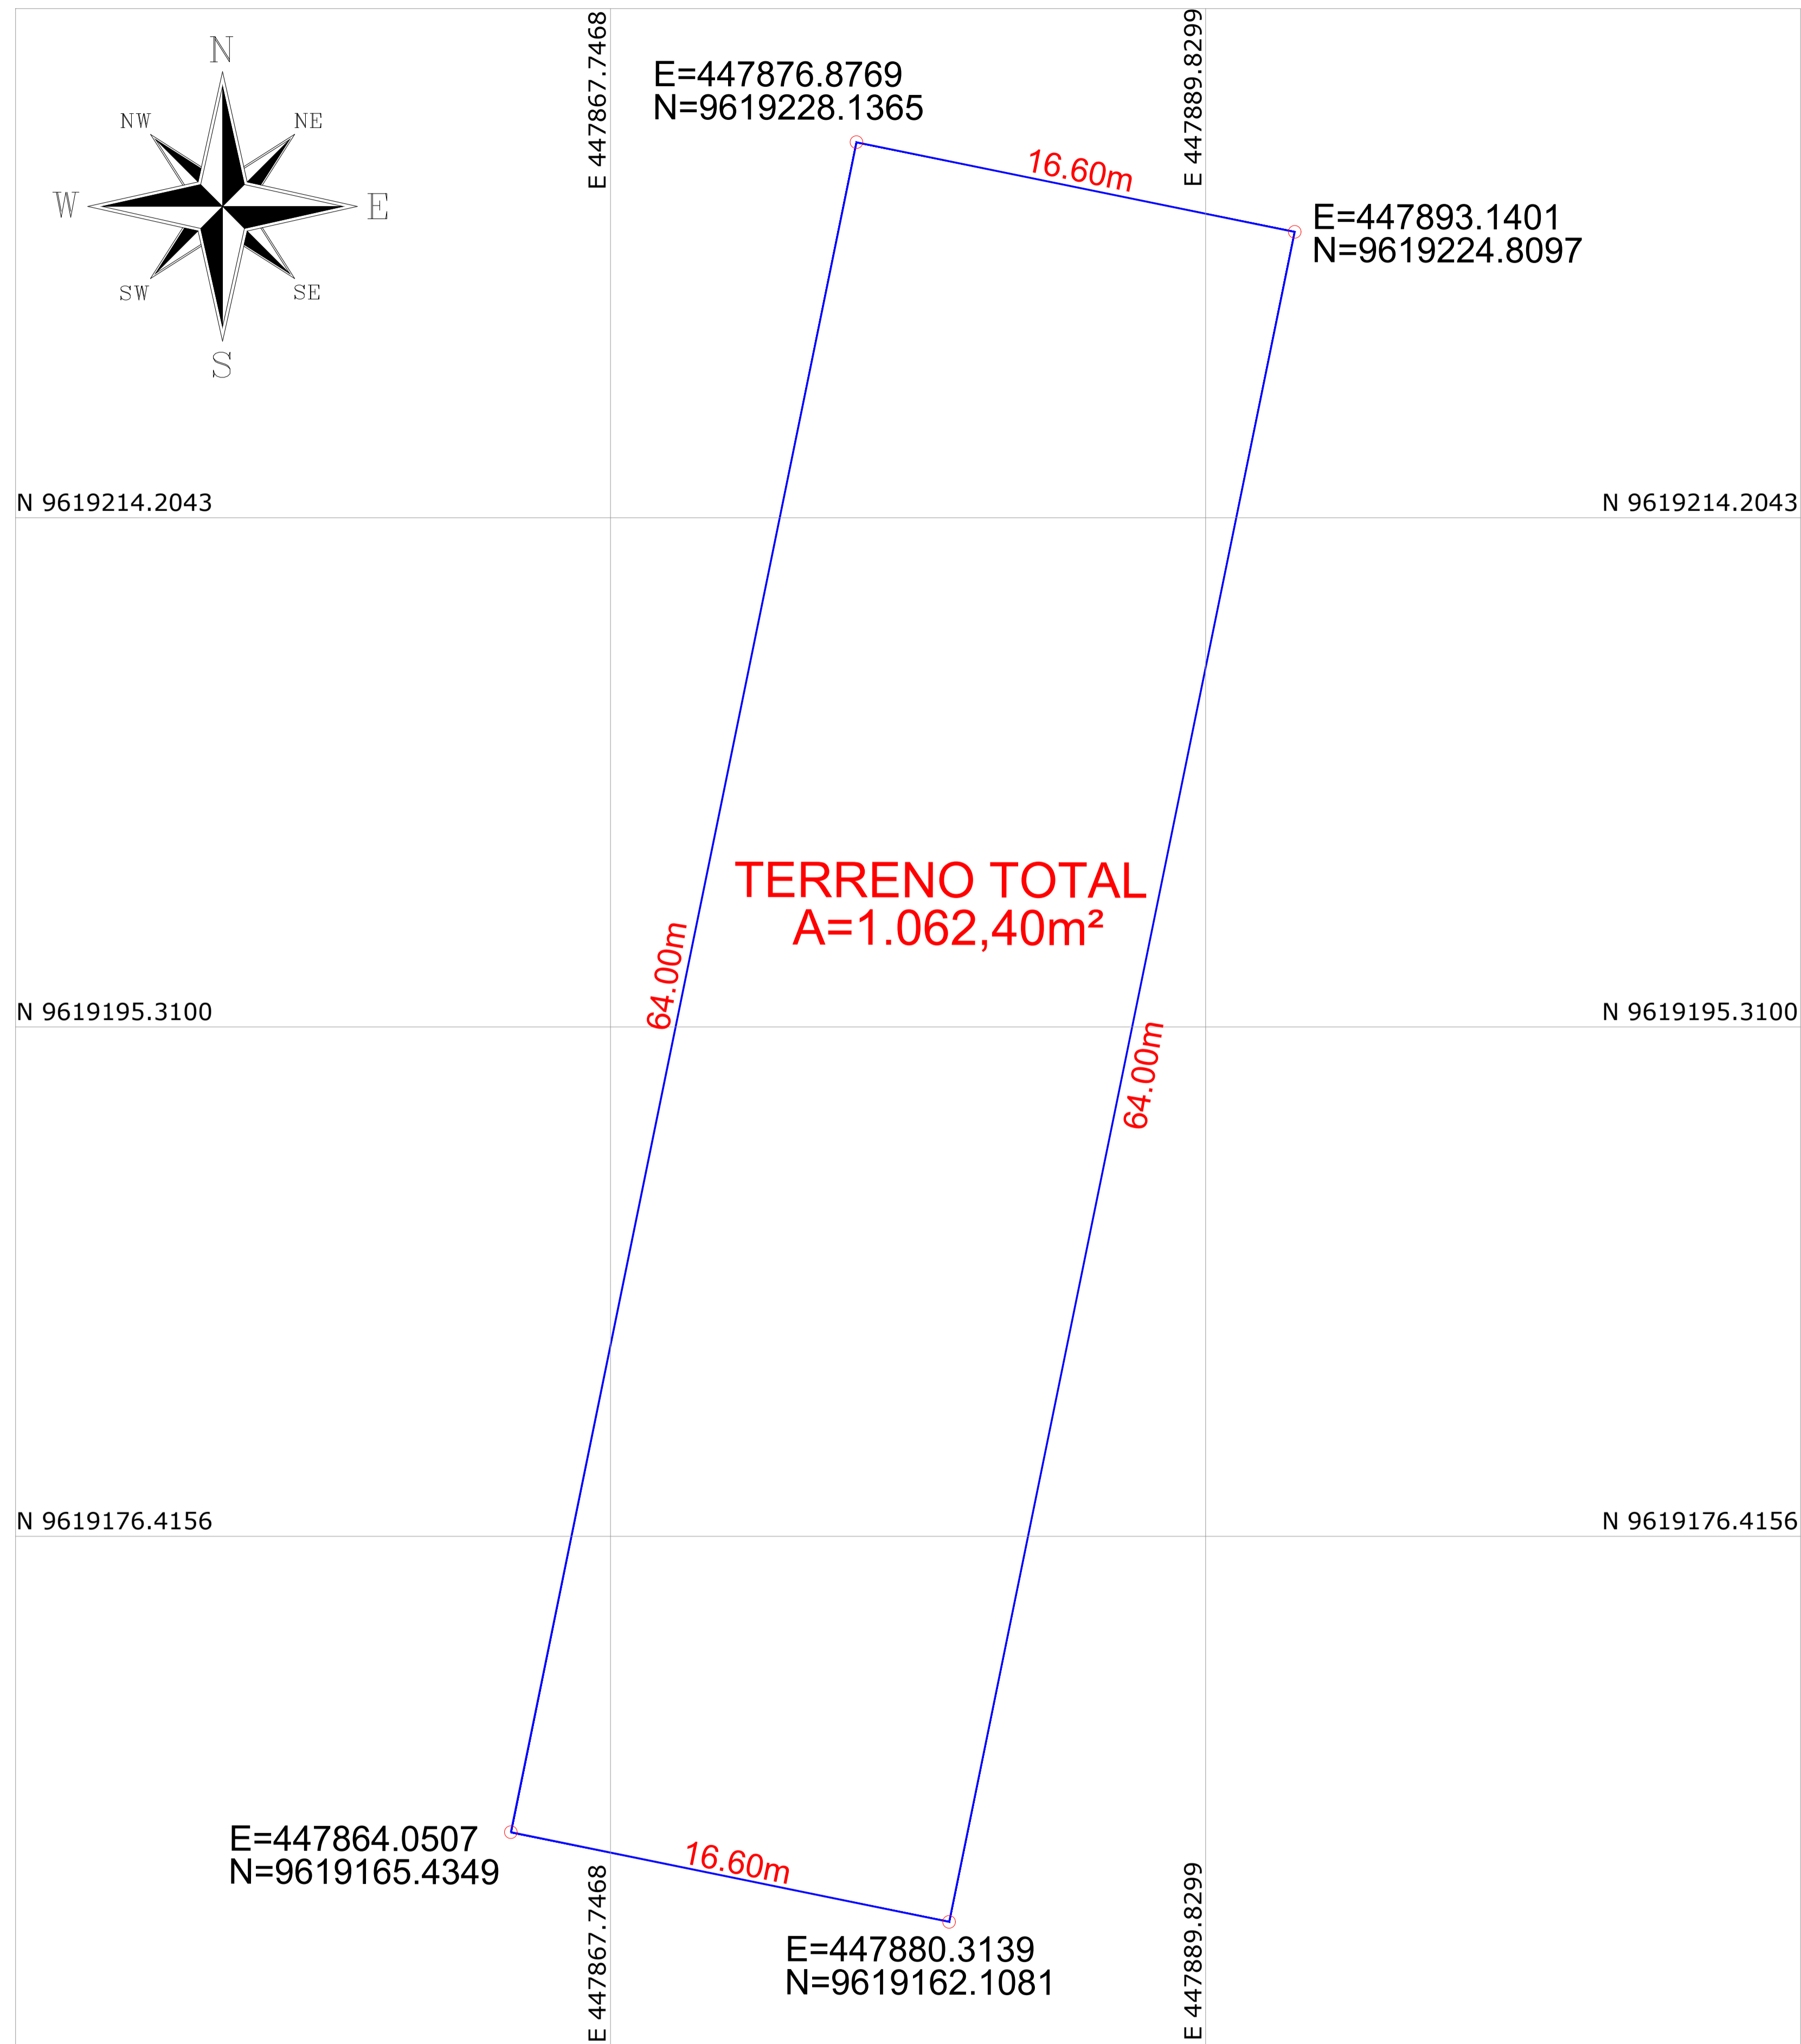 E 447867.7468
E 447889.8299
N
NW
NE
W
E
SW
SE
S
E=447876.8769
N=9619228.1365
16.60m
E=447893.1401
N=9619224.8097
N 9619214.2043
N 9619214.2043
TERRENO TOTAL
A=1.062,40m²
64.00m
64.00m
N 9619195.3100
N 9619195.3100
N 9619176.4156
N 9619176.4156
E=447864.0507
N=9619165.4349
16.60m
E 447867.7468
E 447889.8299
E=447880.3139
N=9619162.1081